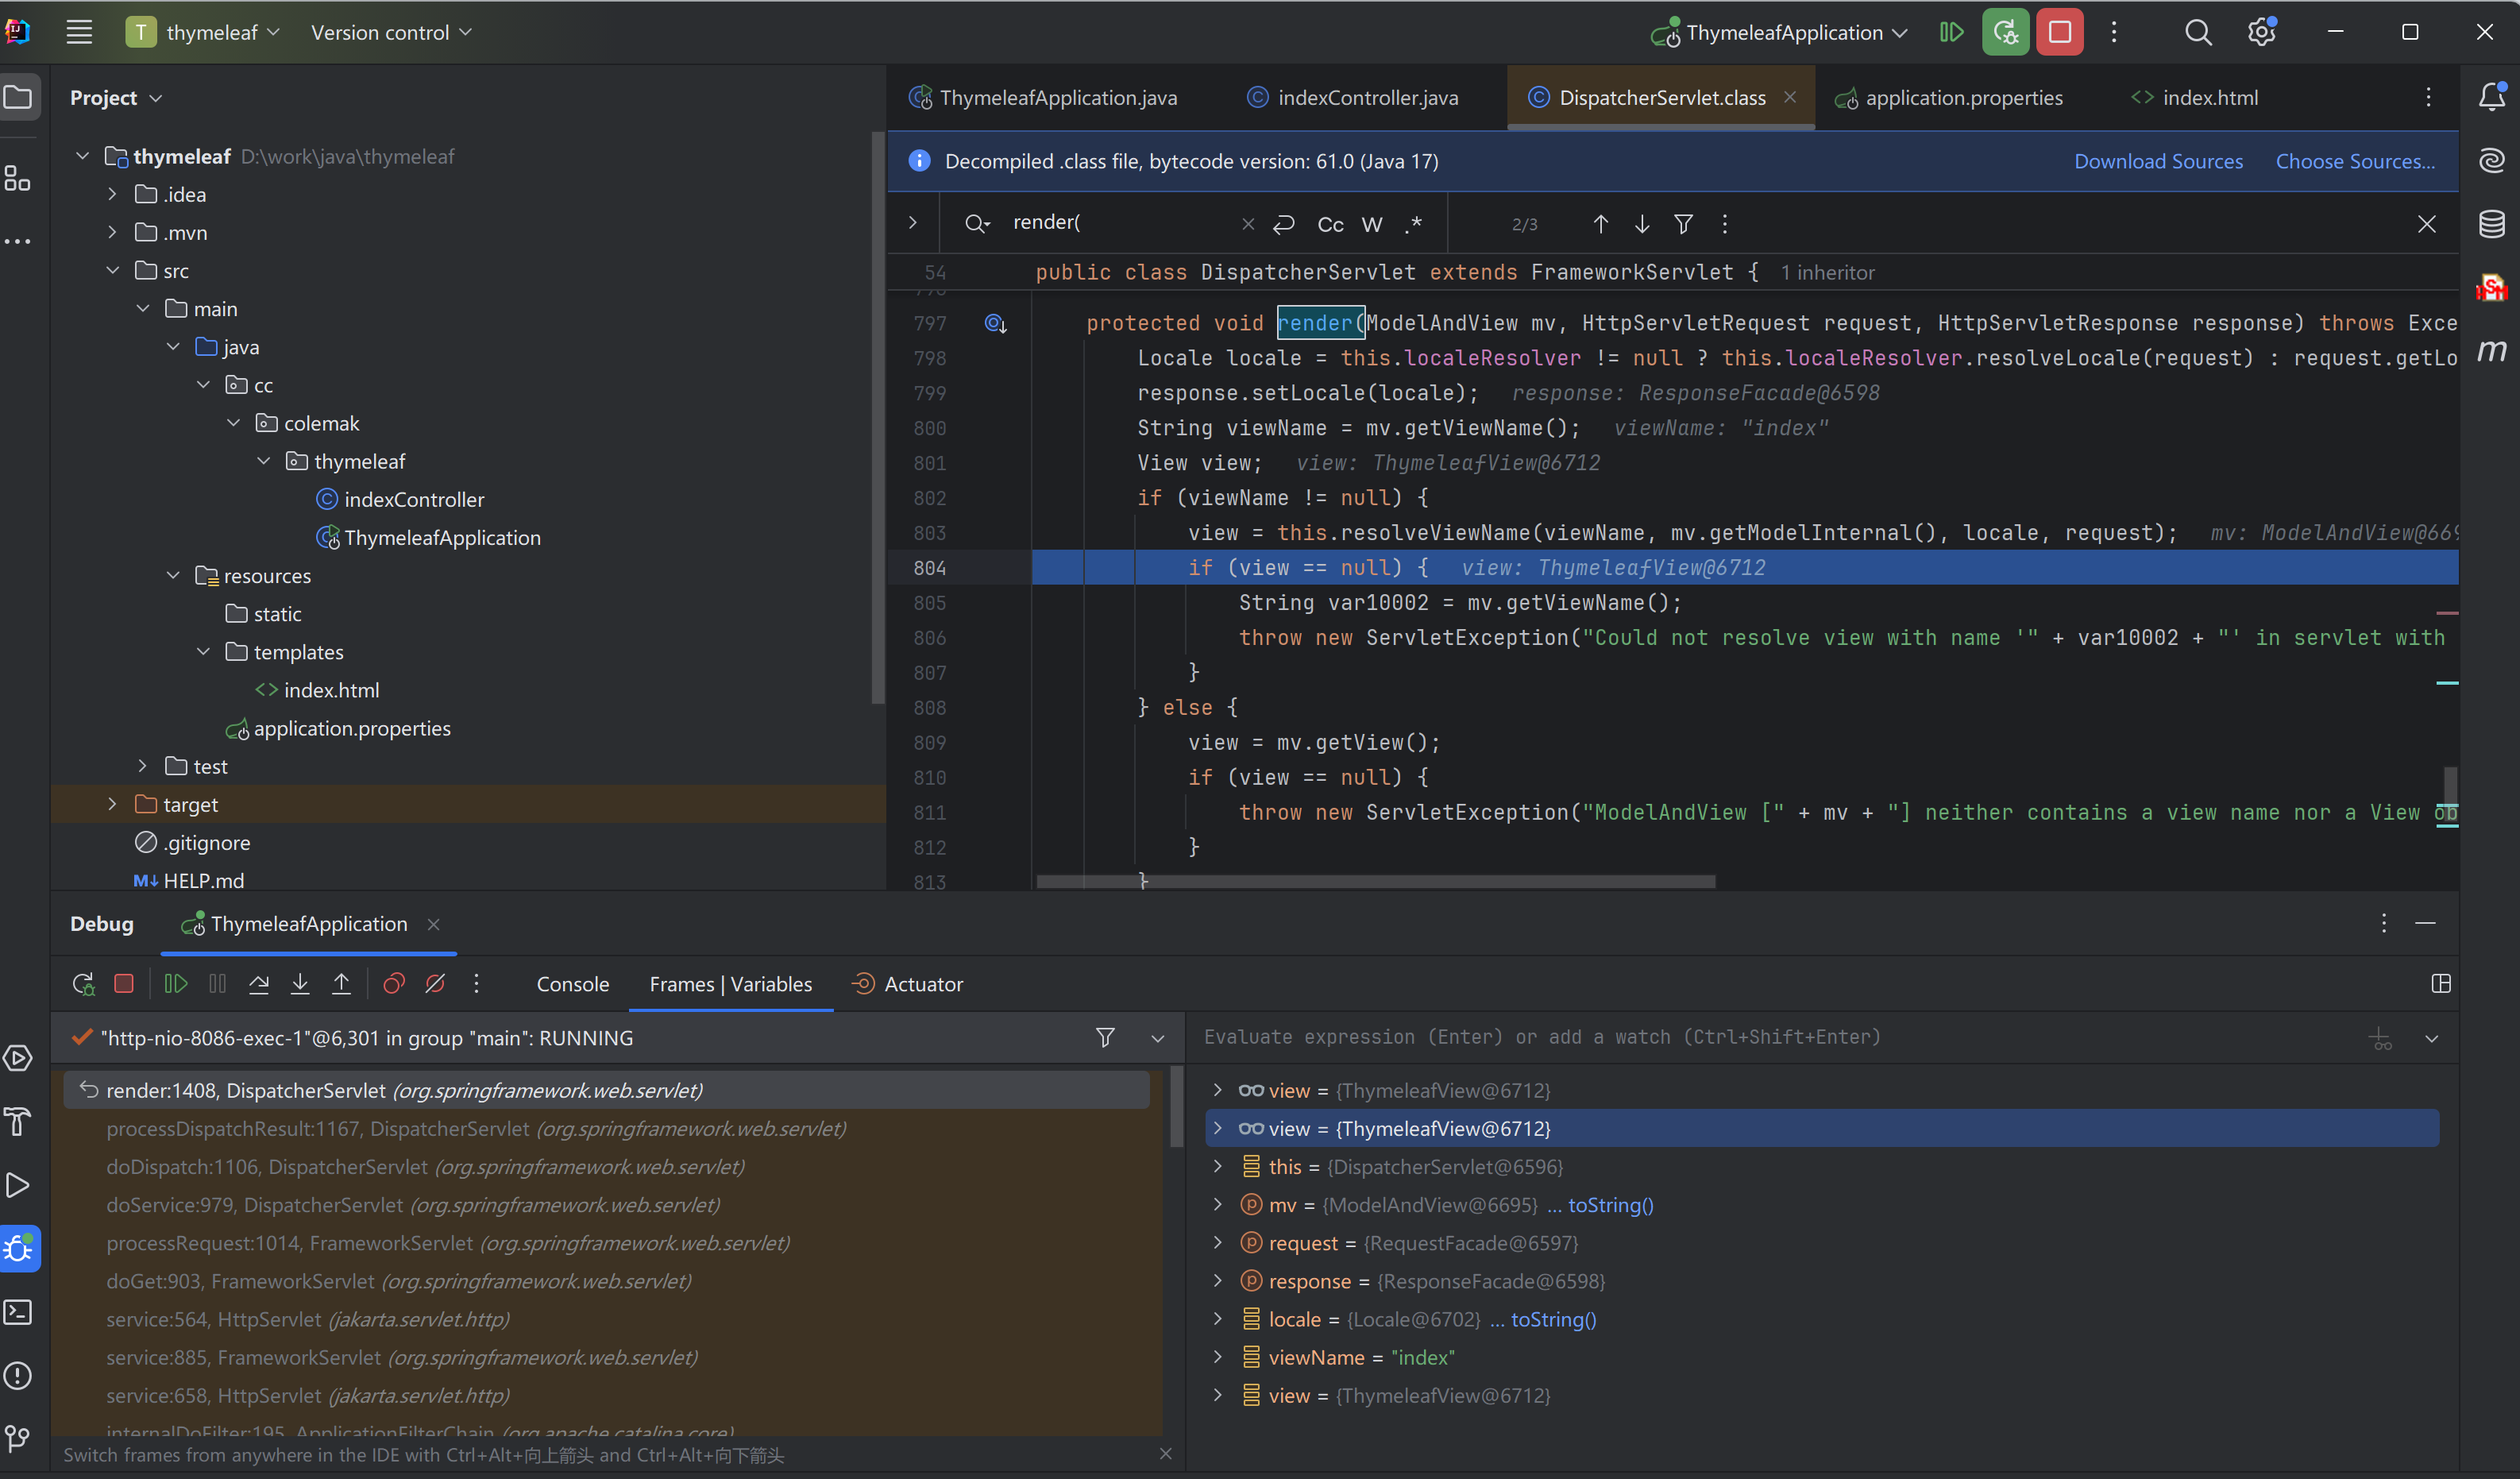 T thymeleaf Version control ThymeleafApplication
Project
thymeleaf D:\work\java\thymeleaf
.idea
.mvn
src
main
java
cc
colemak
thymeleaf
indexController
ThymeleafApplication
resources
static
templates
index.html
application.properties
test
target
.gitignore
M↓ HELP.md
ThymeleafApplication.java indexController.java DispatcherServlet.class application.properties index.html
Decompiled .class file, bytecode version: 61.0 (Java 17) Download Sources Choose Sources...
render( Cc W .* 2/3
54 public class DispatcherServlet extends FrameworkServlet { 1 inheritor
797 protected void render(ModelAndView mv, HttpServletRequest request, HttpServletResponse response) throws Exce
798 Locale locale = this.localeResolver != null ? this.localeResolver.resolveLocale(request) : request.getLo
799 response.setLocale(locale); response: ResponseFacade@6598
800 String viewName = mv.getViewName(); viewName: "index"
801 View view; view: ThymeleafView@6712
802 if (viewName != null) {
803 view = this.resolveViewName(viewName, mv.getModelInternal(), locale, request); mv: ModelAndView@669
804 if (view == null) { view: ThymeleafView@6712
805 String var10002 = mv.getViewName();
806 throw new ServletException("Could not resolve view with name '" + var10002 + "' in servlet with
807 }
808 } else {
809 view = mv.getView();
810 if (view == null) {
811 throw new ServletException("ModelAndView [" + mv + "] neither contains a view name nor a View ob
812 }
813 }
m
Debug ThymeleafApplication
Console Frames | Variables Actuator
"http-nio-8086-exec-1"@6,301 in group "main": RUNNING
render:1408, DispatcherServlet (org.springframework.web.servlet)
processDispatchResult:1167, DispatcherServlet (org.springframework.web.servlet)
doDispatch:1106, DispatcherServlet (org.springframework.web.servlet)
doService:979, DispatcherServlet (org.springframework.web.servlet)
processRequest:1014, FrameworkServlet (org.springframework.web.servlet)
doGet:903, FrameworkServlet (org.springframework.web.servlet)
service:564, HttpServlet (jakarta.servlet.http)
service:885, FrameworkServlet (org.springframework.web.servlet)
service:658, HttpServlet (jakarta.servlet.http)
internalDoFilter:195, ApplicationFilterChain (org.apache.catalina.core)
Switch frames from anywhere in the IDE with Ctrl+Alt+向上箭头 and Ctrl+Alt+向下箭头
Evaluate expression (Enter) or add a watch (Ctrl+Shift+Enter)
view = {ThymeleafView@6712}
view = {ThymeleafView@6712}
this = {DispatcherServlet@6596}
mv = {ModelAndView@6695} ... toString()
request = {RequestFacade@6597}
response = {ResponseFacade@6598}
locale = {Locale@6702} ... toString()
viewName = "index"
view = {ThymeleafView@6712}